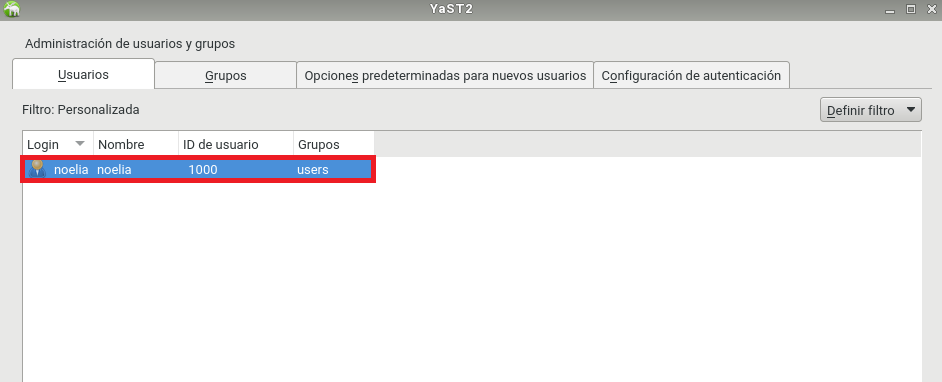 YaST2
Administración de usuarios y grupos
Usuarios Grupos Opciones predeterminadas para nuevos usuarios Configuración de autenticación
Filtro: Personalizada Definir filtro
Login Nombre ID de usuario Grupos
noelia noelia 1000 users